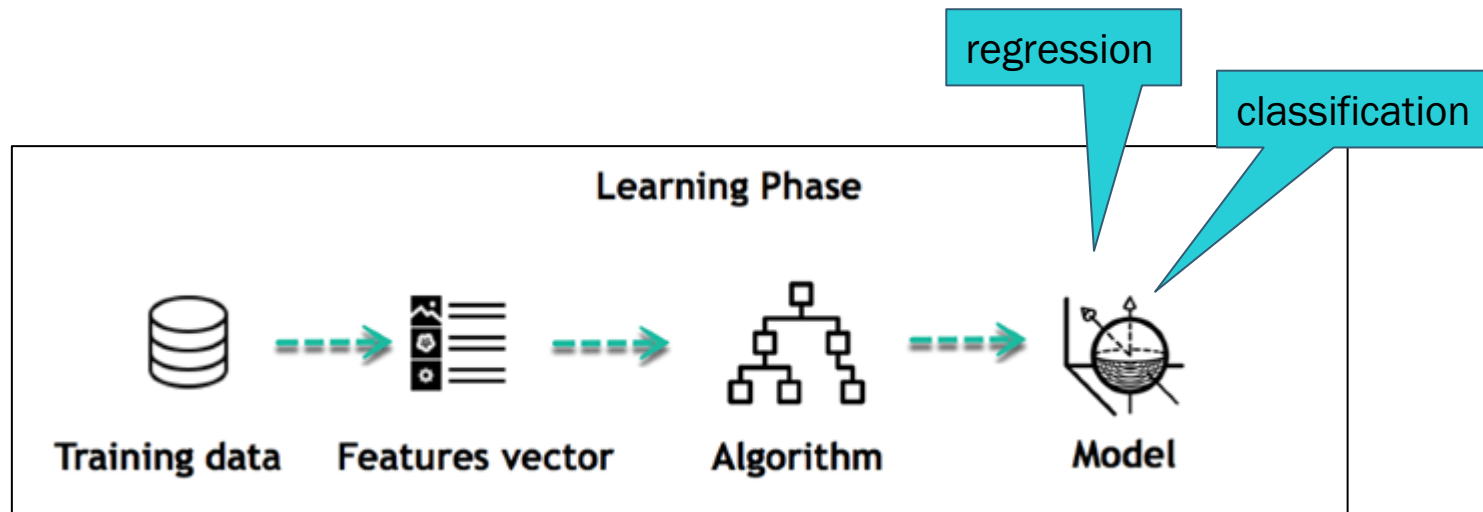 regression
classification
Learning Phase
Training data
Features vector
Algorithm
Model